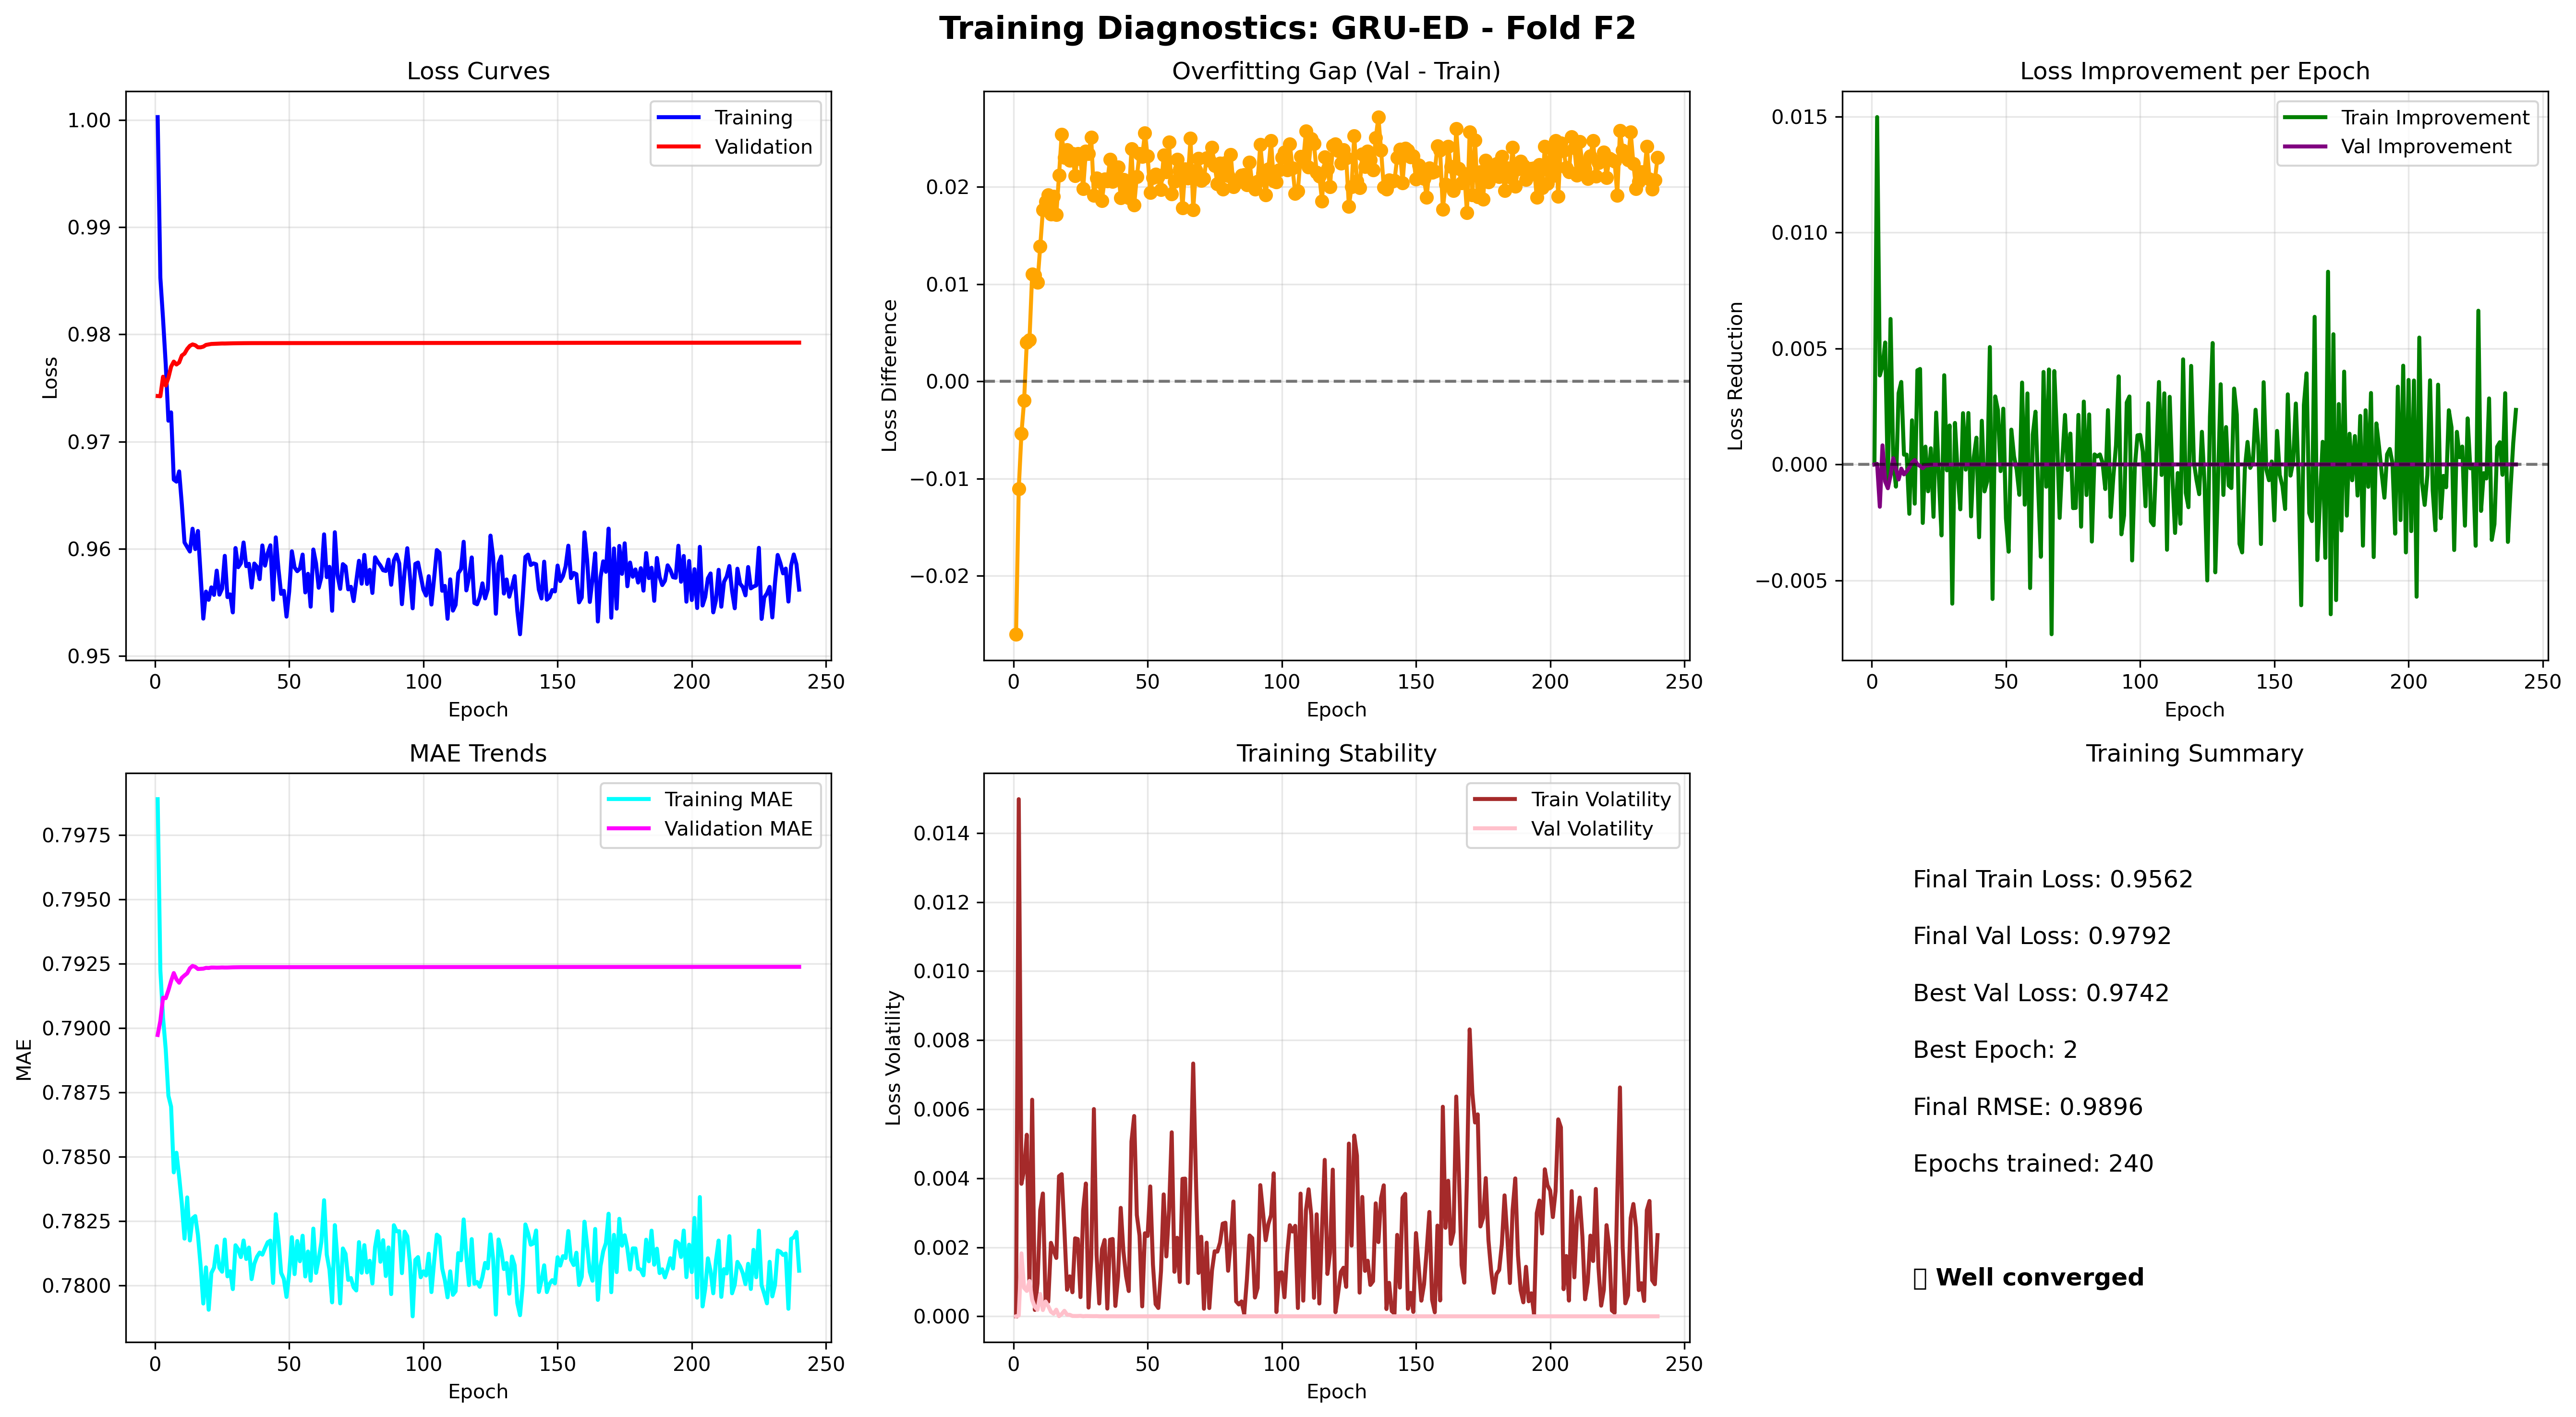 Training Diagnostics: GRU-ED - Fold F2
Loss Curves
Loss
1.00
0.99
0.98
0.97
0.96
0.95
Training
Validation
0 50 100 150 200 250
Epoch
Overfitting Gap (Val - Train)
Loss Difference
0.02
0.01
0.00
−0.01
−0.02
0 50 100 150 200 250
Epoch
Loss Improvement per Epoch
Loss Reduction
0.015
0.010
0.005
0.000
−0.005
Train Improvement
Val Improvement
0 50 100 150 200 250
Epoch
MAE Trends
MAE
0.7975
0.7950
0.7925
0.7900
0.7875
0.7850
0.7825
0.7800
Training MAE
Validation MAE
0 50 100 150 200 250
Epoch
Training Stability
Loss Volatility
0.014
0.012
0.010
0.008
0.006
0.004
0.002
0.000
Train Volatility
Val Volatility
0 50 100 150 200 250
Epoch
Training Summary
Final Train Loss: 0.9562
Final Val Loss: 0.9792
Best Val Loss: 0.9742
Best Epoch: 2
Final RMSE: 0.9896
Epochs trained: 240
Well converged